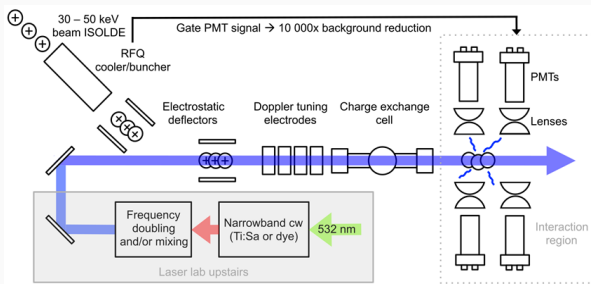 30 – 50 keV
beam ISOLDE
Gate PMT signal → 10 000x background reduction
RFQ
cooler/buncher
PMTs
Electrostatic
deflectors
Doppler tuning
electrodes
Charge exchange
cell
Lenses
Frequency
doubling
and/or mixing
Narrowband cw
(Ti:Sa or dye)
532 nm
Interaction
region
Laser lab upstairs